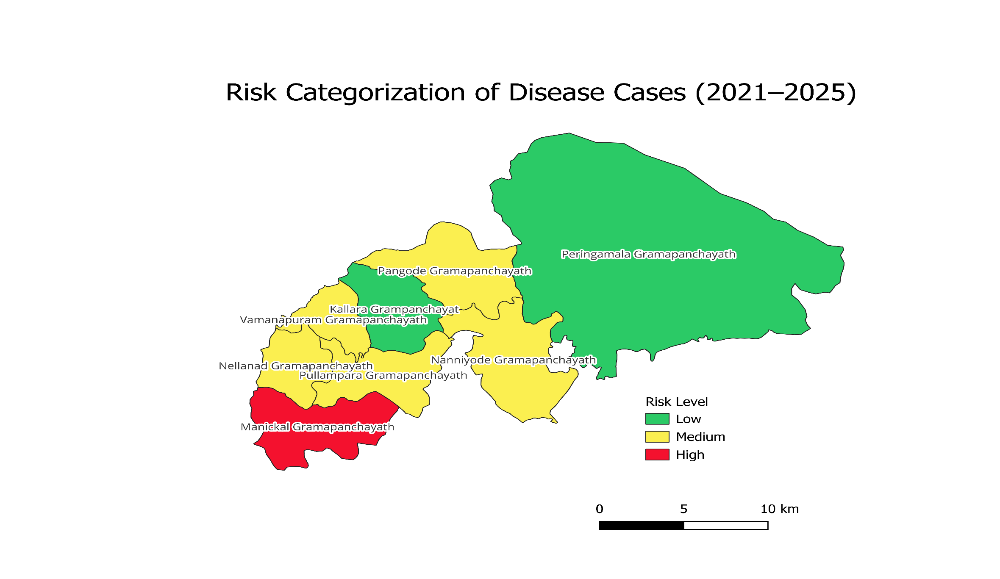 Risk Categorization of Disease Cases (2021–2025)
Peringamala Gramapanchayath
Pangode Gramapanchayath
Kallara Grampanchayat
Vamanapuram Gramapanchayath
Nanniyode Gramapanchayath
Nellanad Gramapanchayath
Pullampara Gramapanchayath
Manickal Gramapanchayath
Risk Level
Low
Medium
High
0 5 10 km